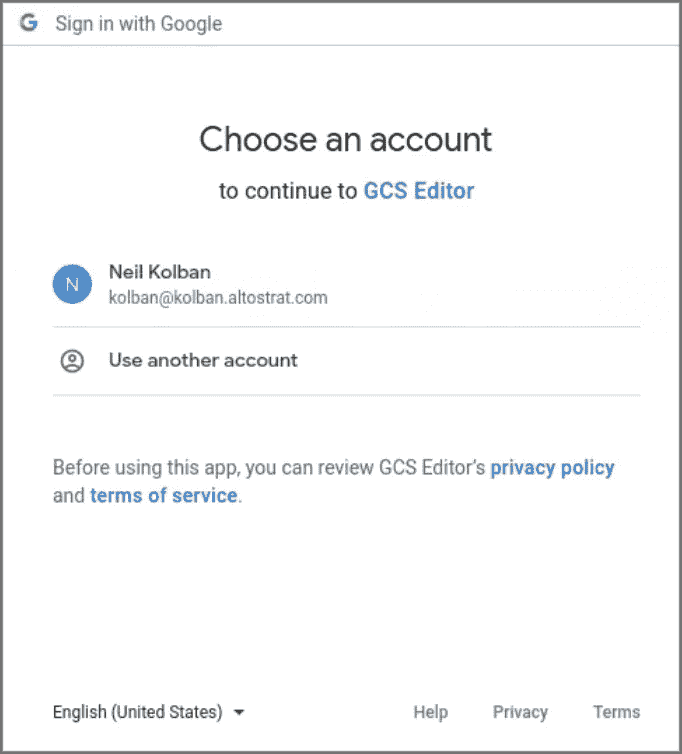 Sign in with Google
Choose an account
to continue to GCS Editor
N
Neil Kolban
kolban@kolban.altostrat.com
Use another account
Before using this app, you can review GCS Editor's privacy policy
and terms of service.
English (United States)
Help Privacy Terms